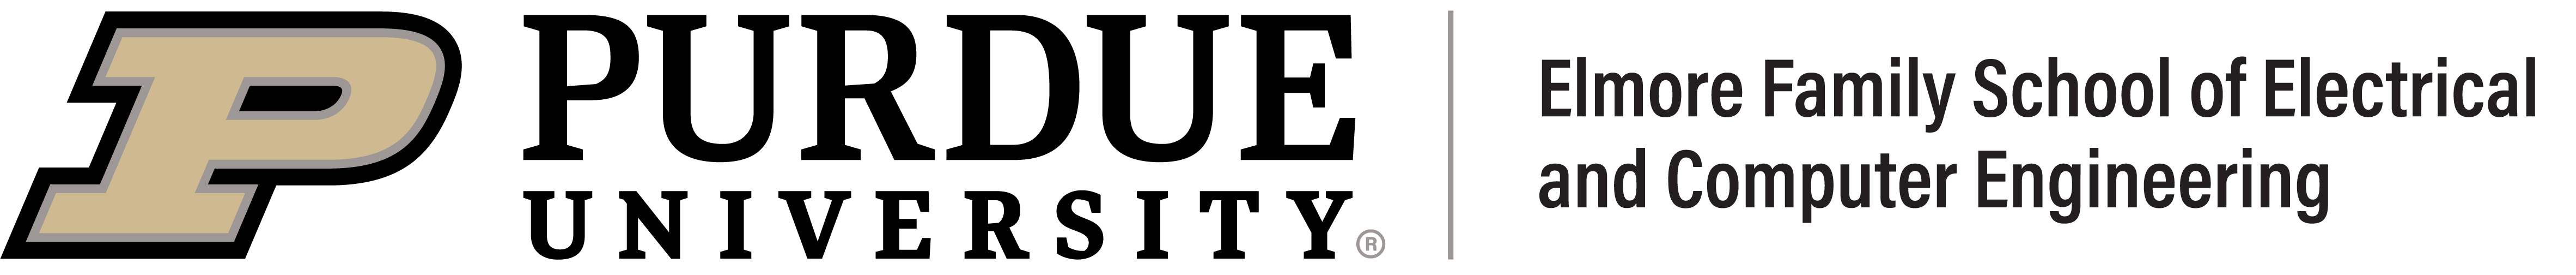 P
PURDUE
UNIVERSITY®
Elmore Family School of Electrical
and Computer Engineering